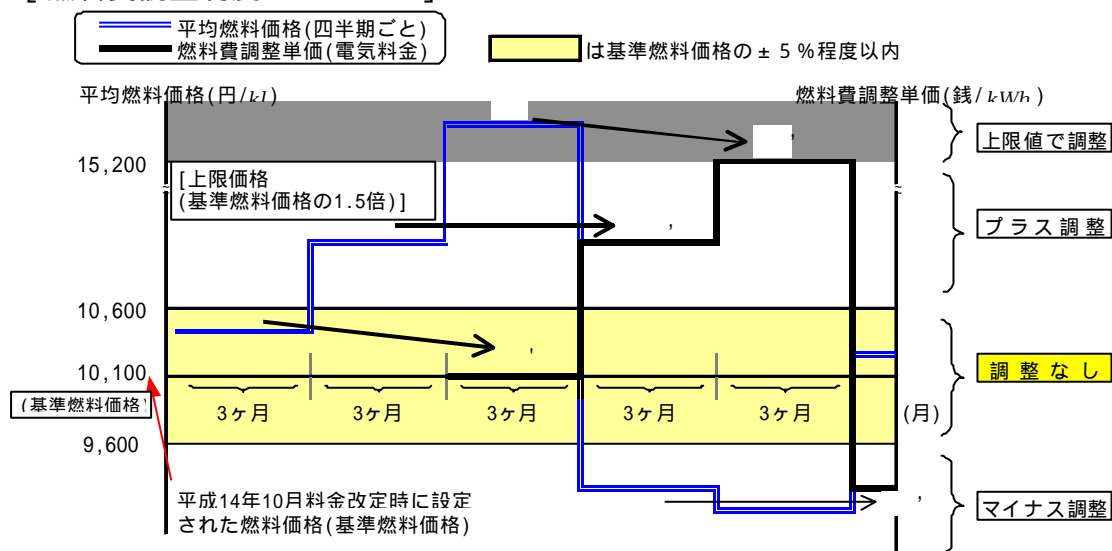 平均燃料価格(四半期ごと)
燃料費調整単価(電気料金)
は基準燃料価格の±5%程度以内
平均燃料価格(円/kl)
燃料費調整単価(銭/kWh)
上限値で調整
15,200
[上限価格
(基準燃料価格の1.5倍)]
プラス調整
10,600
10,100
調整なし
(基準燃料価格)
3ヶ月
3ヶ月
3ヶ月
3ヶ月
3ヶ月
(月)
9,600
平成14年10月料金改定時に設定
された燃料価格(基準燃料価格)
マイナス調整